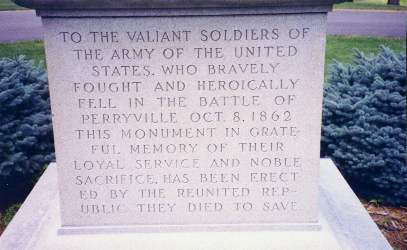 TO THE VALIANT SOLDIERS OF
THE ARMY OF THE UNITED
STATES, WHO BRAVELY
FOUGHT AND HEROICALLY
FELL IN THE BATTLE OF
PERRYVILLE OCT. 8, 1862
THIS MONUMENT IN GRATE-
FUL MEMORY OF THEIR
LOYAL SERVICE AND NOBLE
SACRIFICE, HAS BEEN ERECT
ED BY THE REUNITED REP-
UBLIC THEY DIED TO SAVE.